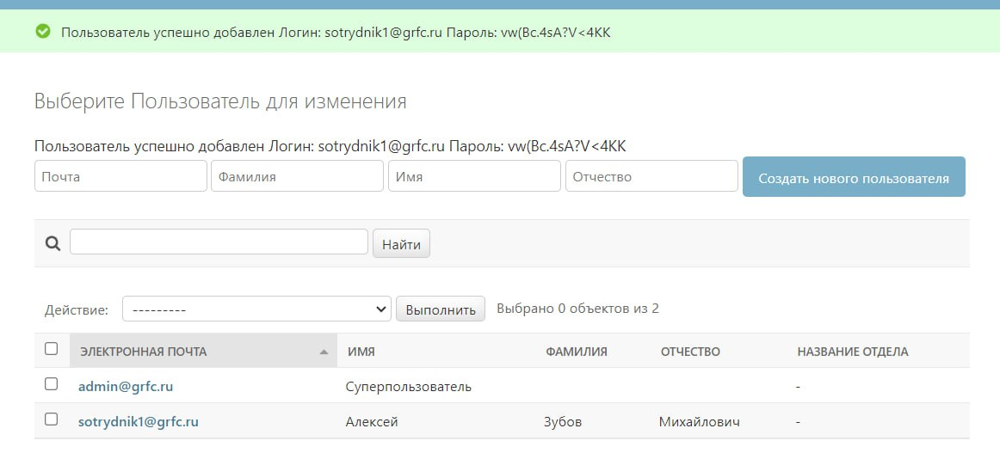 Пользователь успешно добавлен Логин: sotrydnik1@grfc.ru Пароль: vw(Bc.4sA?V<4KK
Выберите Пользователь для изменения
Пользователь успешно добавлен Логин: sotrydnik1@grfc.ru Пароль: vw(Bc.4sA?V<4KK
Почта Фамилия Имя Отчество Создать нового пользователя
Найти
Действие: --------- Выполнить Выбрано 0 объектов из 2
ЭЛЕКТРОННАЯ ПОЧТА ИМЯ ФАМИЛИЯ ОТЧЕСТВО НАЗВАНИЕ ОТДЕЛА
admin@grfc.ru Суперпользователь -
sotrydnik1@grfc.ru Алексей Зубов Михайлович -